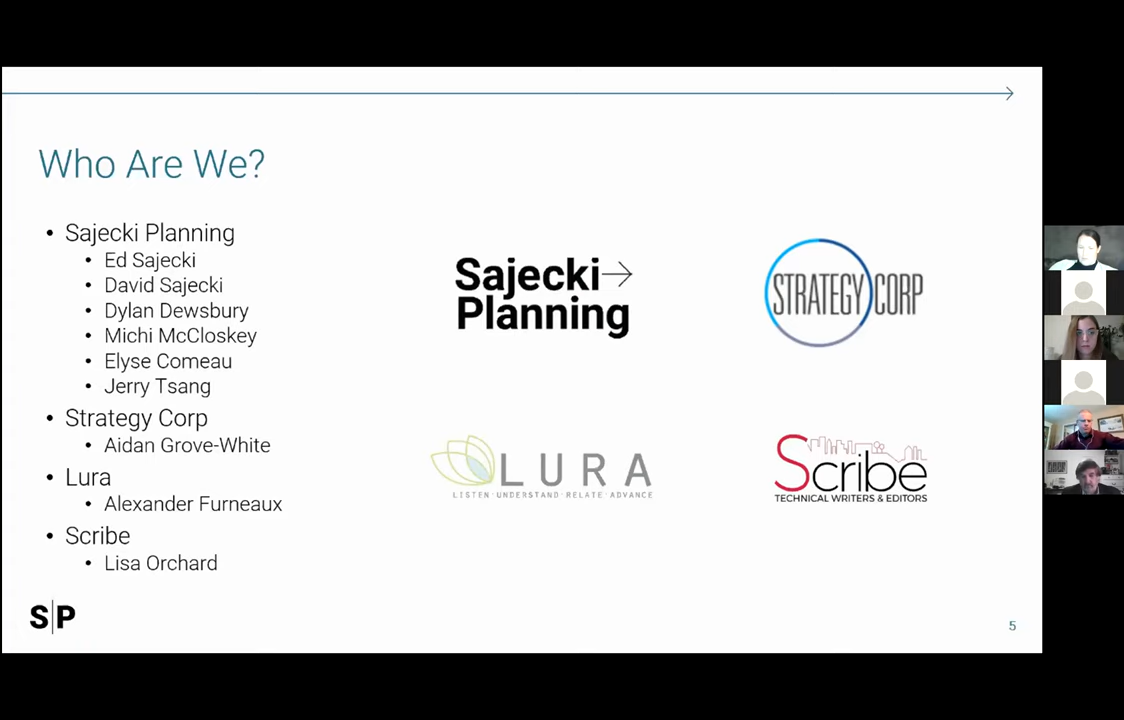 Who Are We?
• Sajecki Planning
• Ed Sajecki
• David Sajecki
• Dylan Dewsbury
• Michi McCloskey
• Elyse Comeau
• Jerry Tsang
• Strategy Corp
• Aidan Grove-White
• Lura
• Alexander Furneaux
• Scribe
• Lisa Orchard
Sajecki
Planning
STRATEGY CORP
LURA
LISTEN·UNDERSTAND·RELATE·ADVANCE
Scribe
TECHNICAL WRITERS & EDITORS
S|P
5